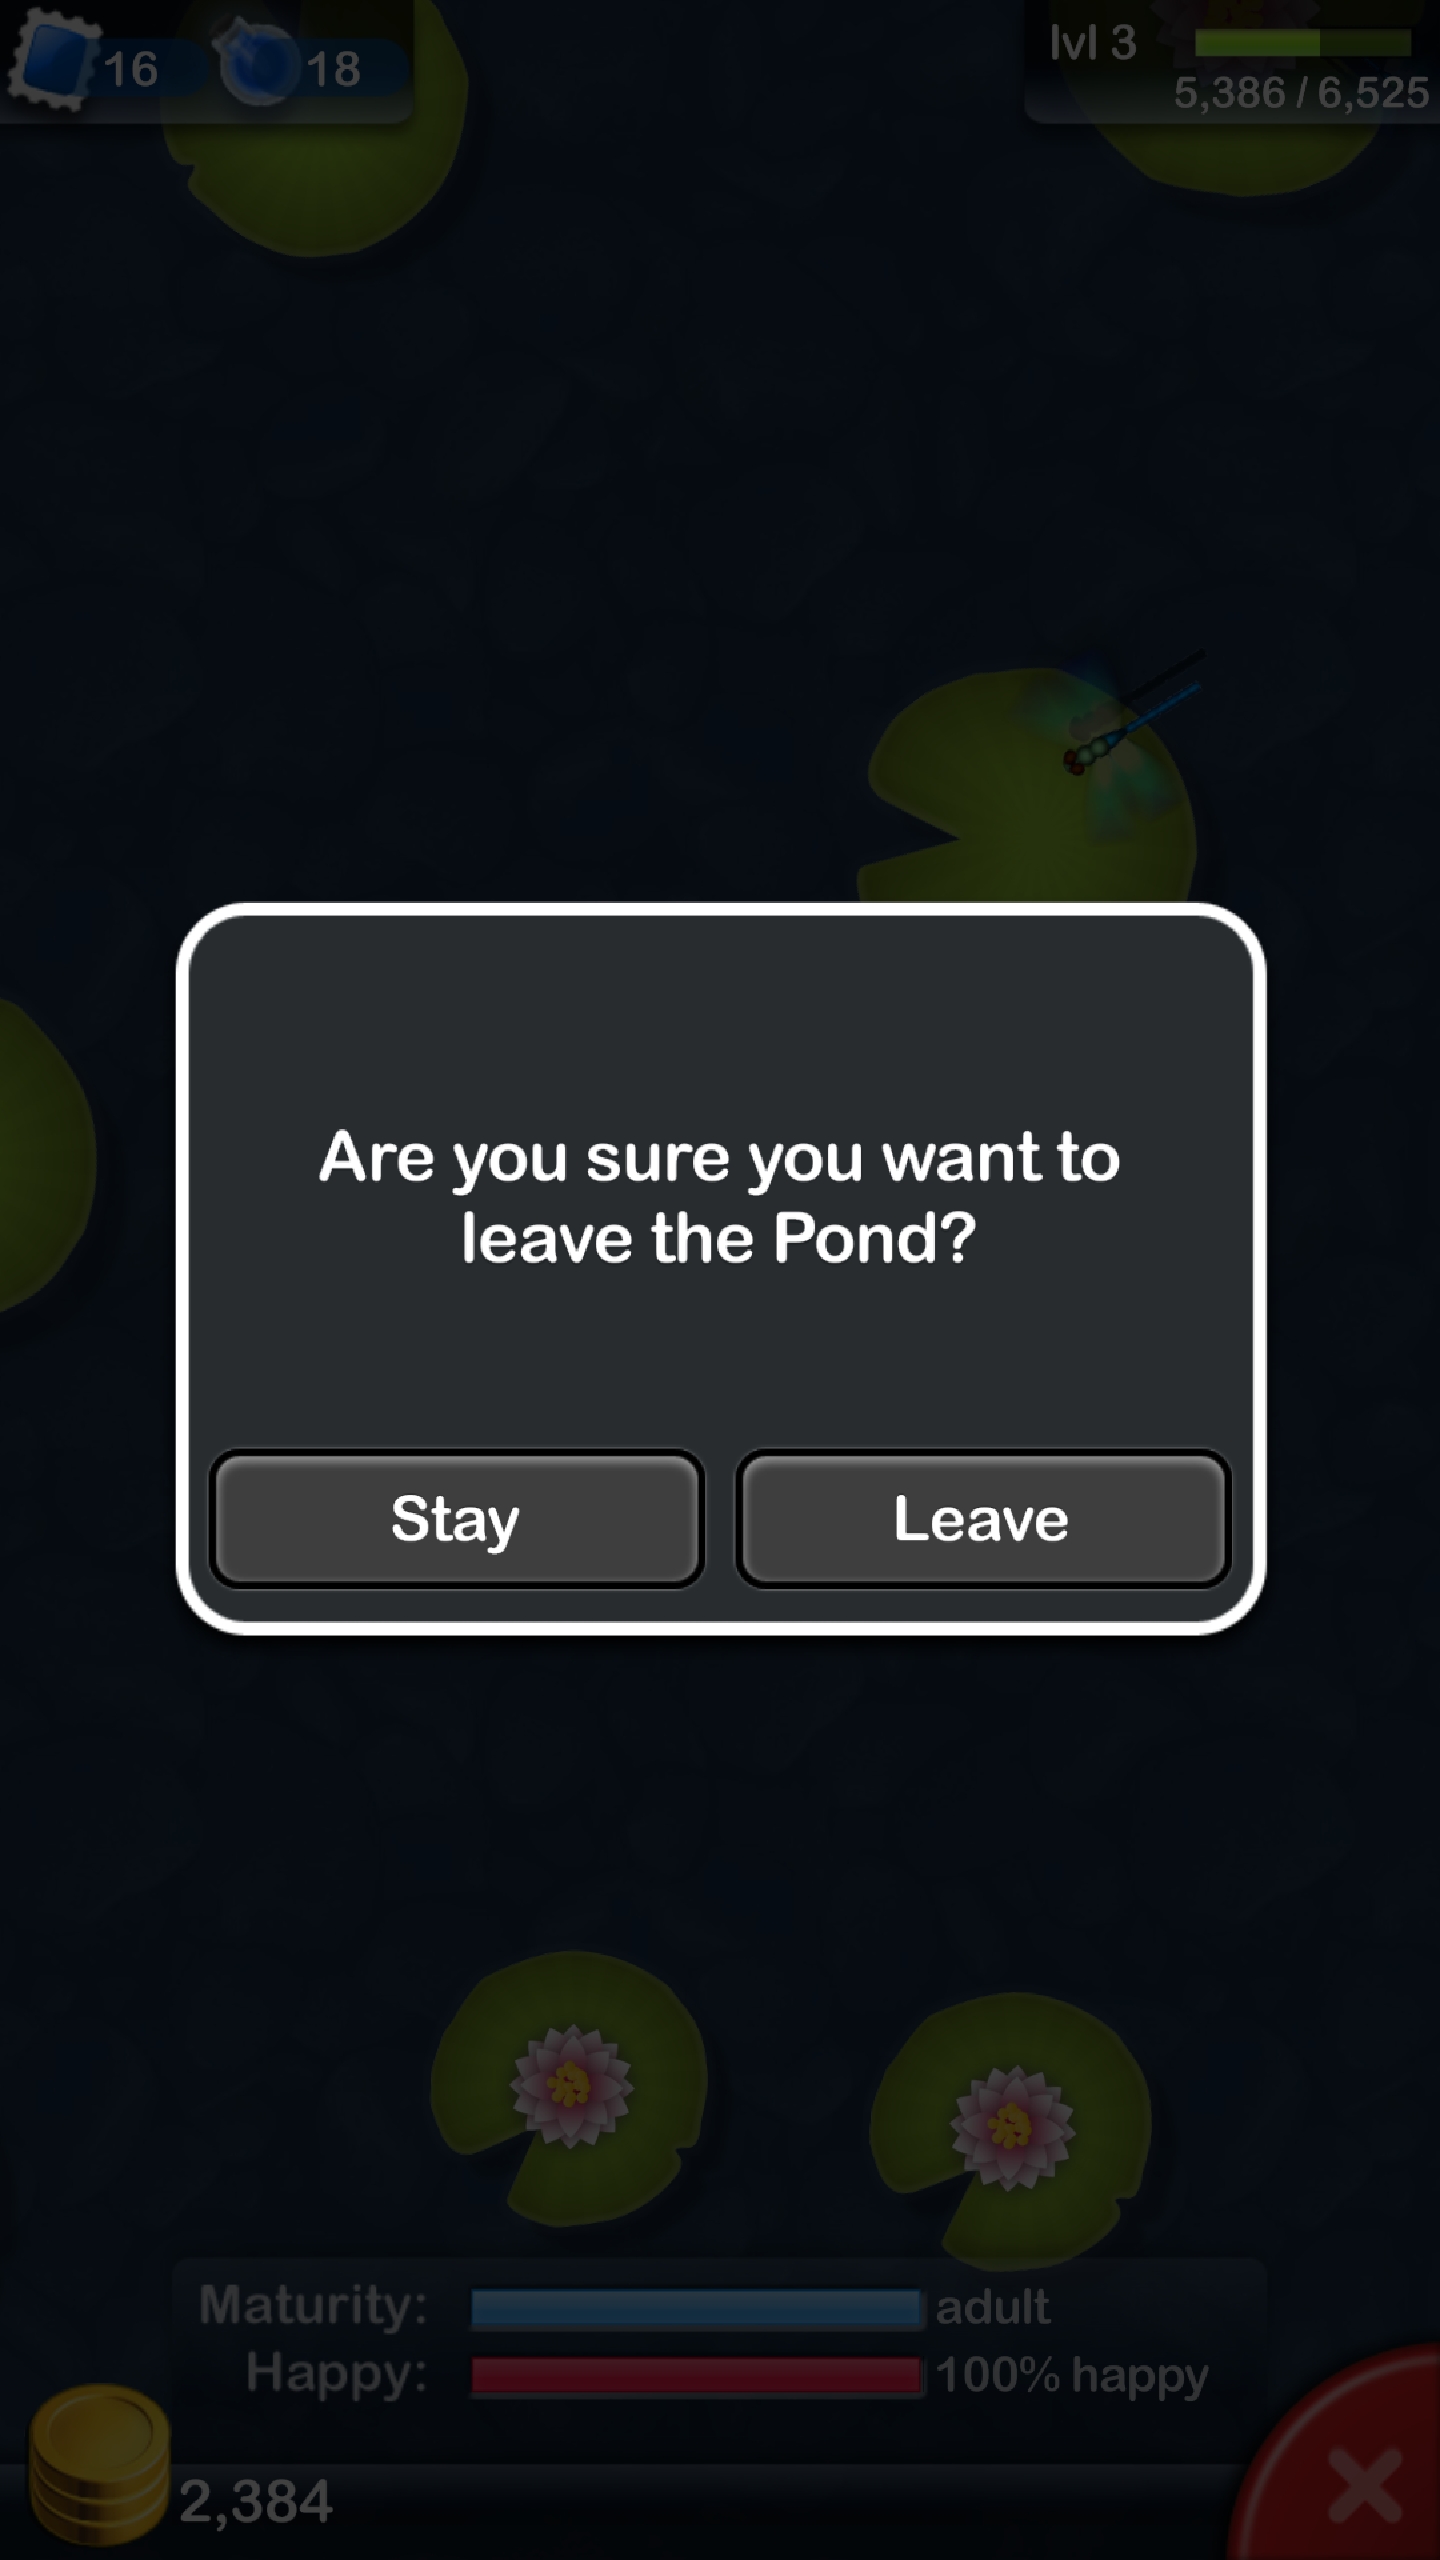 16
18
lvl 3
5,386 / 6,525
Are you sure you want to
leave the Pond?
Stay
Leave
Maturity: adult
Happy: 100% happy
2,384